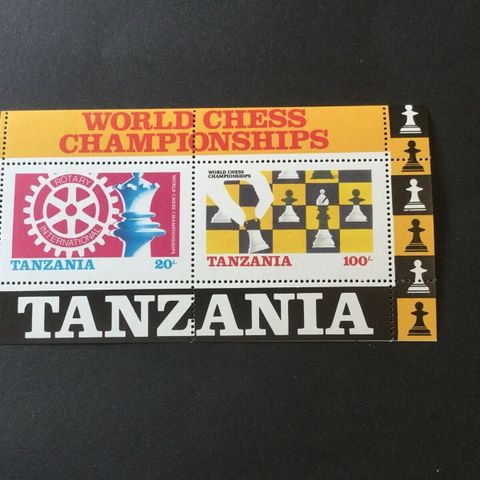 WORLD CHESS
CHAMPIONSHIPS
ROTARY
INTERNATIONAL
WORLD CHESS CHAMPIONSHIPS
TANZANIA 20/-
WORLD CHESS
CHAMPIONSHIPS
TANZANIA 100/-
TANZANIA